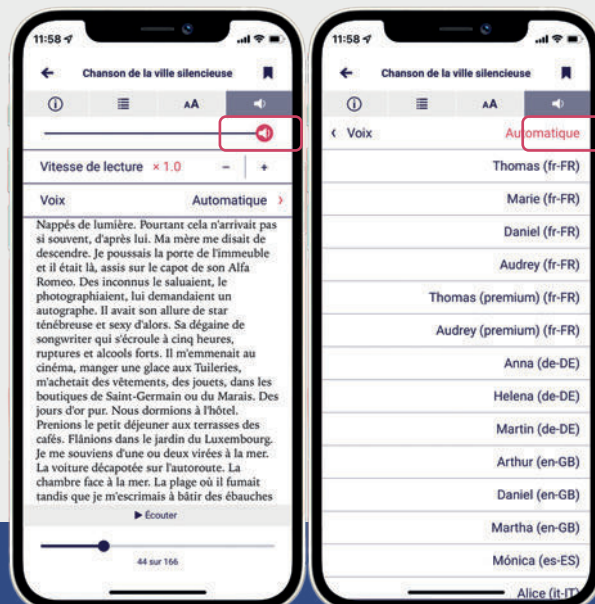 11:58
Chanson de la ville silencieuse
AA
Vitesse de lecture × 1.0 - +
Voix Automatique >
Nappés de lumière. Pourtant cela n'arrivait pas
si souvent, d'après lui. Ma mère me disait de
descendre. Je poussais la porte de l'immeuble
et il était là, assis sur le capot de son Alfa
Romeo. Des inconnus le saluaient, le
photographiaient, lui demandaient un
autographe. Il avait son allure de star
ténébreuse et sexy d'alors. Sa dégaine de
songwriter qui s'écroule à cinq heures,
ruptures et alcools forts. Il m'emmenait au
cinéma, manger une glace aux Tuileries,
m'achetait des vêtements, des jouets, dans les
boutiques de Saint-Germain ou du Marais. Des
jours d'or pur. Nous dormions à l'hôtel.
Prenions le petit déjeuner aux terrasses des
cafés. Flânions dans le jardin du Luxembourg.
Je me souviens d'une ou deux virées à la mer.
La voiture décapotée sur l'autoroute. La
chambre face à la mer. La plage où il fumait
tandis que je m'escrimais à bâtir des ébauches
Écouter
44 sur 166
11:58
Chanson de la ville silencieuse
AA
< Voix Automatique
Thomas (fr-FR)
Marie (fr-FR)
Daniel (fr-FR)
Audrey (fr-FR)
Thomas (premium) (fr-FR)
Audrey (premium) (fr-FR)
Anna (de-DE)
Helena (de-DE)
Martin (de-DE)
Arthur (en-GB)
Daniel (en-GB)
Martha (en-GB)
Mónica (es-ES)
Alice (it-IT)